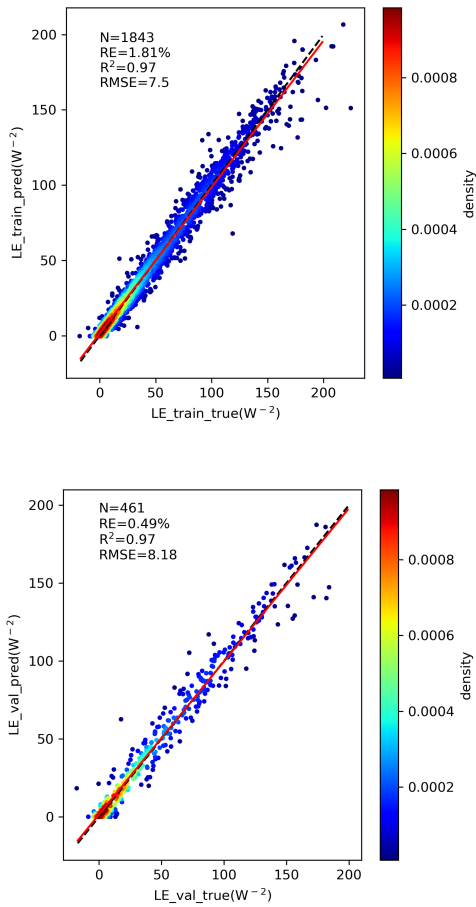 200
150
100
50
0
LE_train_pred(W⁻²)
N=1843
RE=1.81%
R²=0.97
RMSE=7.5
0 50 100 150 200
LE_train_true(W⁻²)
0.0008
0.0006
0.0004
0.0002
density
200
150
100
50
0
LE_val_pred(W⁻²)
N=461
RE=0.49%
R²=0.97
RMSE=8.18
0 50 100 150 200
LE_val_true(W⁻²)
0.0008
0.0006
0.0004
0.0002
density